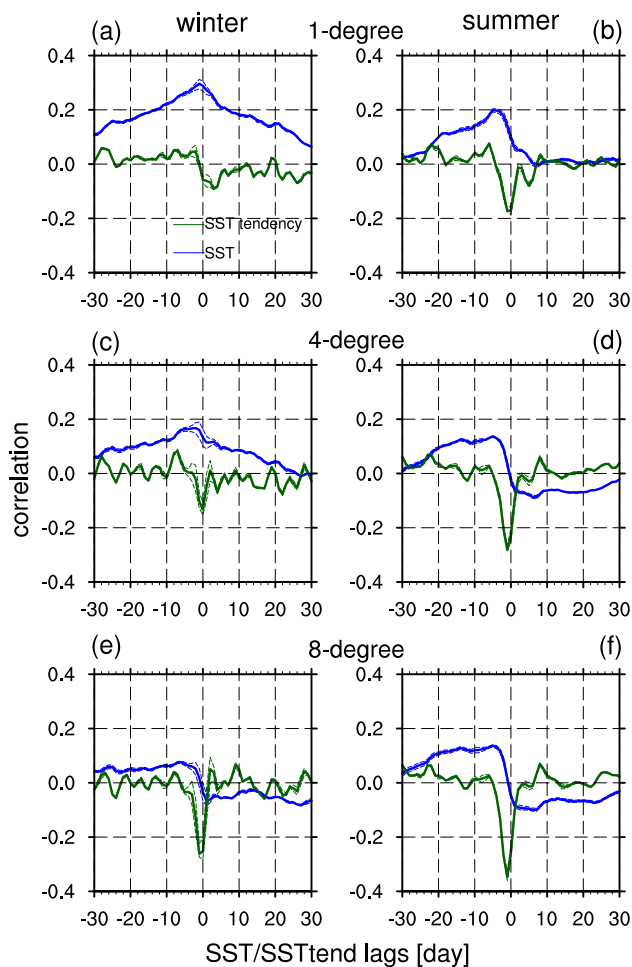 winter summer
(a) 1-degree (b)
0.4 0.4
0.2 0.2
0.0 0.0
-0.2 -0.2
-0.4 -0.4
SST tendency
SST
-30 -20 -10 0 10 20 30 -30 -20 -10 0 10 20 30
(c) 4-degree (d)
0.4 0.4
0.2 0.2
0.0 0.0
-0.2 -0.2
-0.4 -0.4
correlation
-30 -20 -10 0 10 20 30 -30 -20 -10 0 10 20 30
(e) 8-degree (f)
0.4 0.4
0.2 0.2
0.0 0.0
-0.2 -0.2
-0.4 -0.4
-30 -20 -10 0 10 20 30 -30 -20 -10 0 10 20 30
SST/SSTtend lags [day]